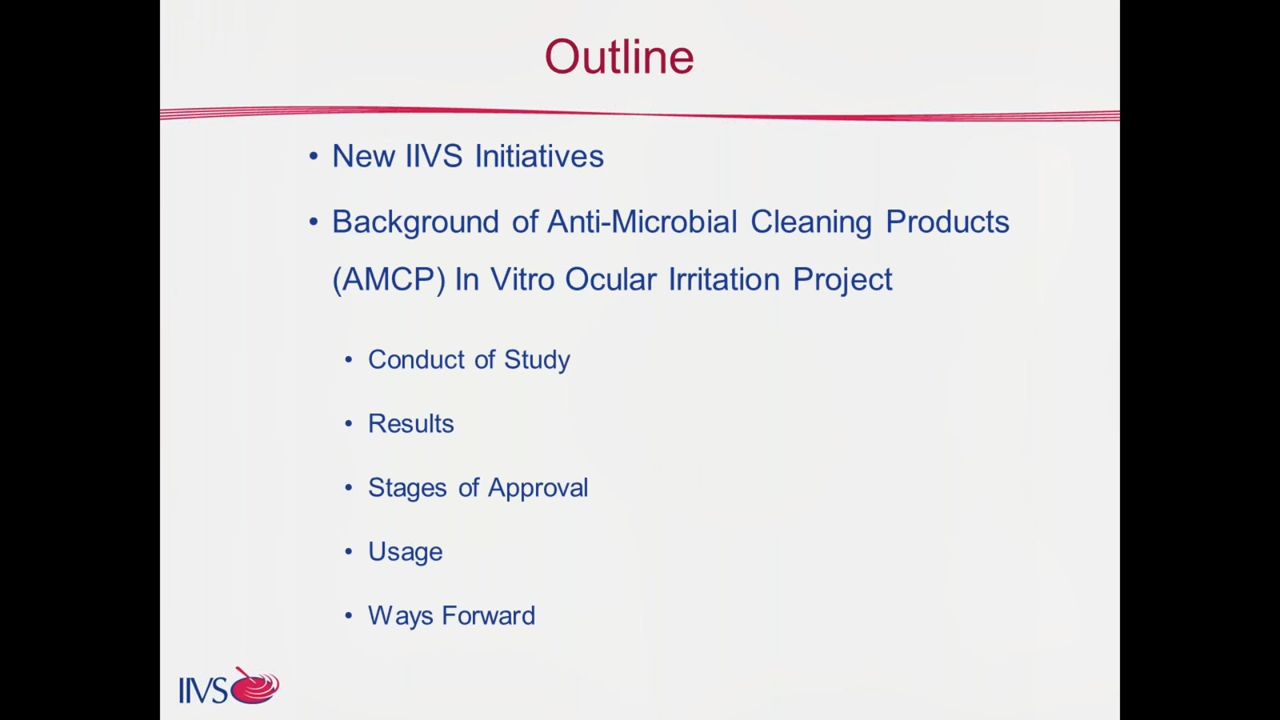 Outline
• New IIVS Initiatives
• Background of Anti-Microbial Cleaning Products
(AMCP) In Vitro Ocular Irritation Project
• Conduct of Study
• Results
• Stages of Approval
• Usage
• Ways Forward
IIVS